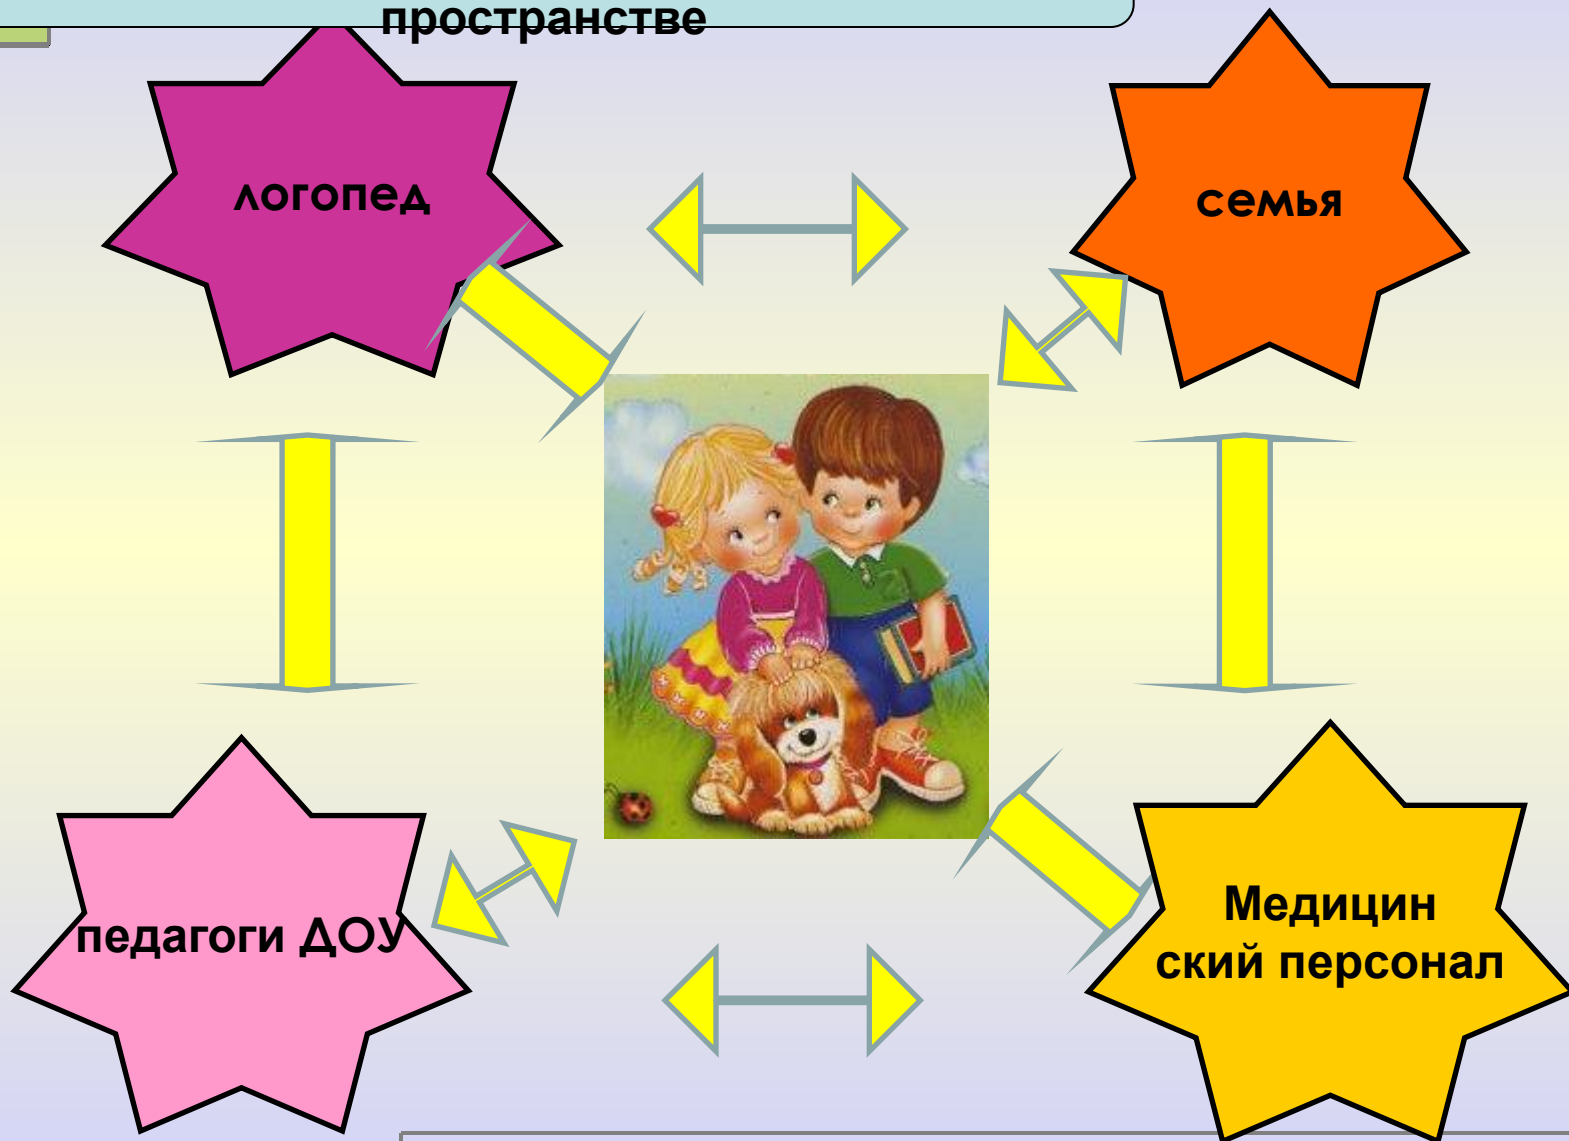 пространстве
логопед
семья
педагоги ДОУ
Медицин
ский персонал